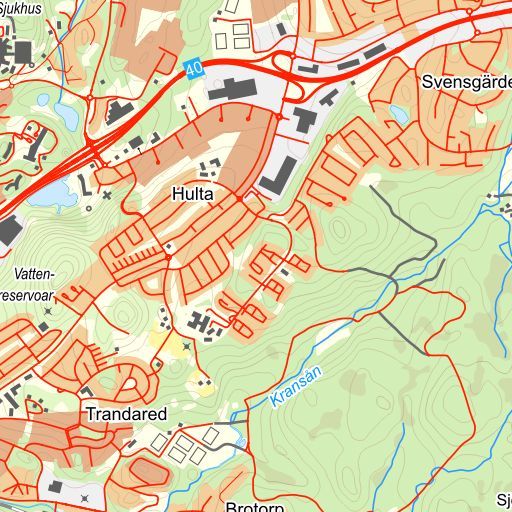 Sjukhus
40
Svensgärde
Hulta
Vatten-
reservoar
Kransån
Trandared
Brotorp
Sj